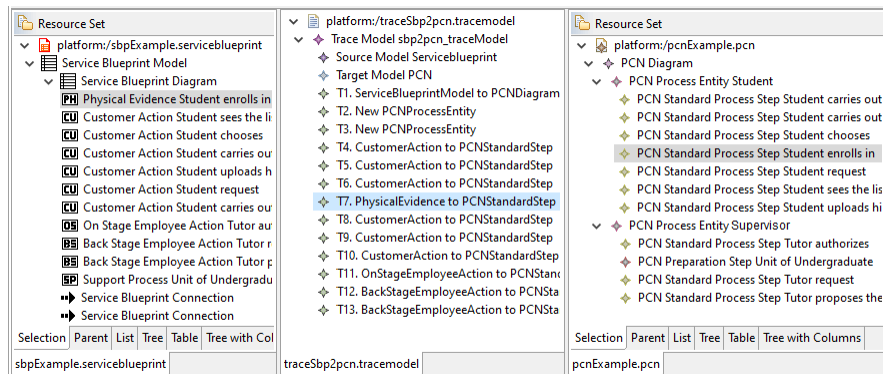 Resource Set
platform:/sbpExample.serviceblueprint
Service Blueprint Model
Service Blueprint Diagram
PH Physical Evidence Student enrolls in
CU Customer Action Student sees the li
CU Customer Action Student chooses
CU Customer Action Student carries ou
CU Customer Action Student uploads h
CU Customer Action Student request
CU Customer Action Student carries ou
OS On Stage Employee Action Tutor au
BS Back Stage Employee Action Tutor r
BS Back Stage Employee Action Tutor p
SP Support Process Unit of Undergradu
Service Blueprint Connection
Service Blueprint Connection
Selection Parent List Tree Table Tree with Col
sbpExample.serviceblueprint
platform:/traceSbp2pcn.tracemodel
Trace Model sbp2pcn_traceModel
Source Model Serviceblueprint
Target Model PCN
T1. ServiceBlueprintModel to PCNDiagram
T2. New PCNProcessEntity
T3. New PCNProcessEntity
T4. CustomerAction to PCNStandardStep
T5. CustomerAction to PCNStandardStep
T6. CustomerAction to PCNStandardStep
T7. PhysicalEvidence to PCNStandardStep
T8. CustomerAction to PCNStandardStep
T9. CustomerAction to PCNStandardStep
T10. CustomerAction to PCNStandardStep
T11. OnStageEmployeeAction to PCNStanc
T12. BackStageEmployeeAction to PCNSta
T13. BackStageEmployeeAction to PCNSta
traceSbp2pcn.tracemodel
Resource Set
platform:/pcnExample.pcn
PCN Diagram
PCN Process Entity Student
PCN Standard Process Step Student carries out
PCN Standard Process Step Student carries out
PCN Standard Process Step Student chooses
PCN Standard Process Step Student enrolls in
PCN Standard Process Step Student request
PCN Standard Process Step Student sees the lis
PCN Standard Process Step Student uploads hi
PCN Process Entity Supervisor
PCN Standard Process Step Tutor authorizes
PCN Preparation Step Unit of Undergraduate
PCN Standard Process Step Tutor request
PCN Standard Process Step Tutor proposes the
Selection Parent List Tree Table Tree with Columns
pcnExample.pcn